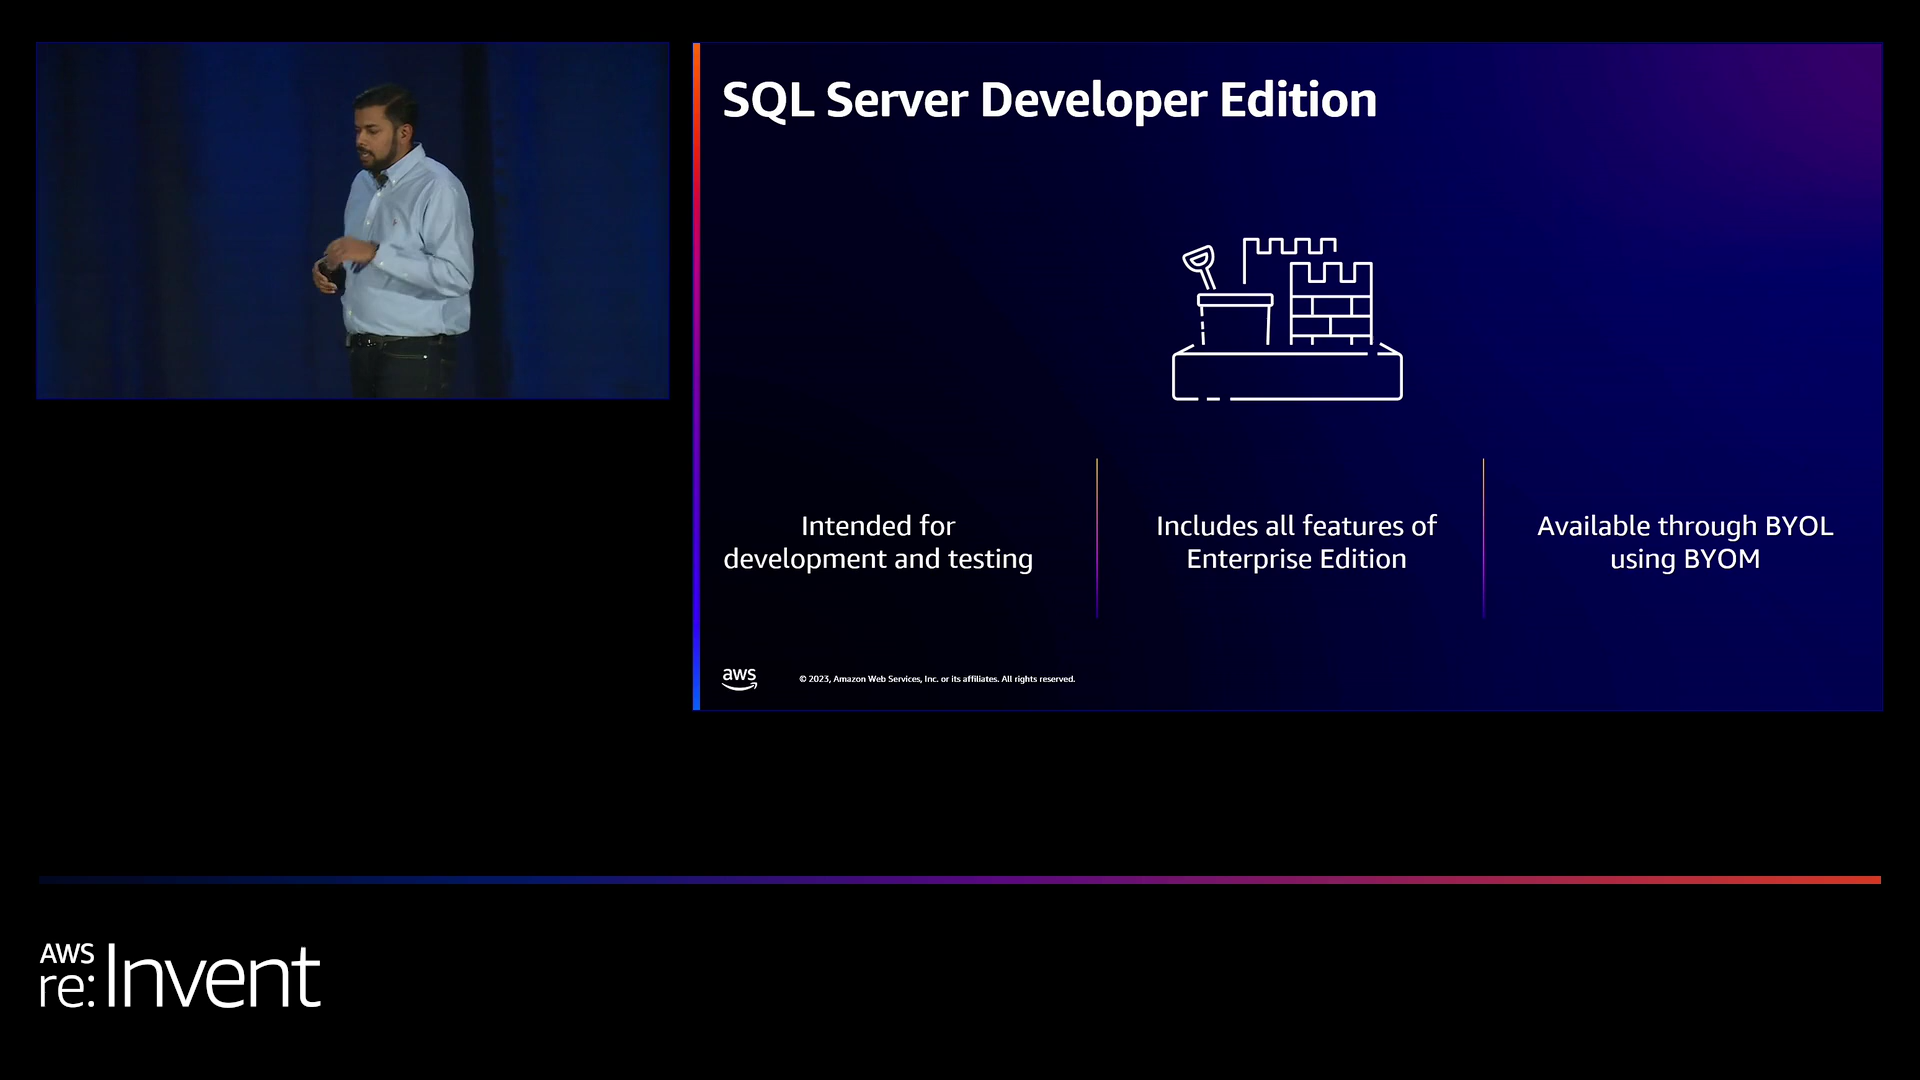 SQL Server Developer Edition
Intended for
development and testing
Includes all features of
Enterprise Edition
Available through BYOL
using BYOM
aws
© 2023, Amazon Web Services, Inc. or its affiliates. All rights reserved.
AWS
re:Invent